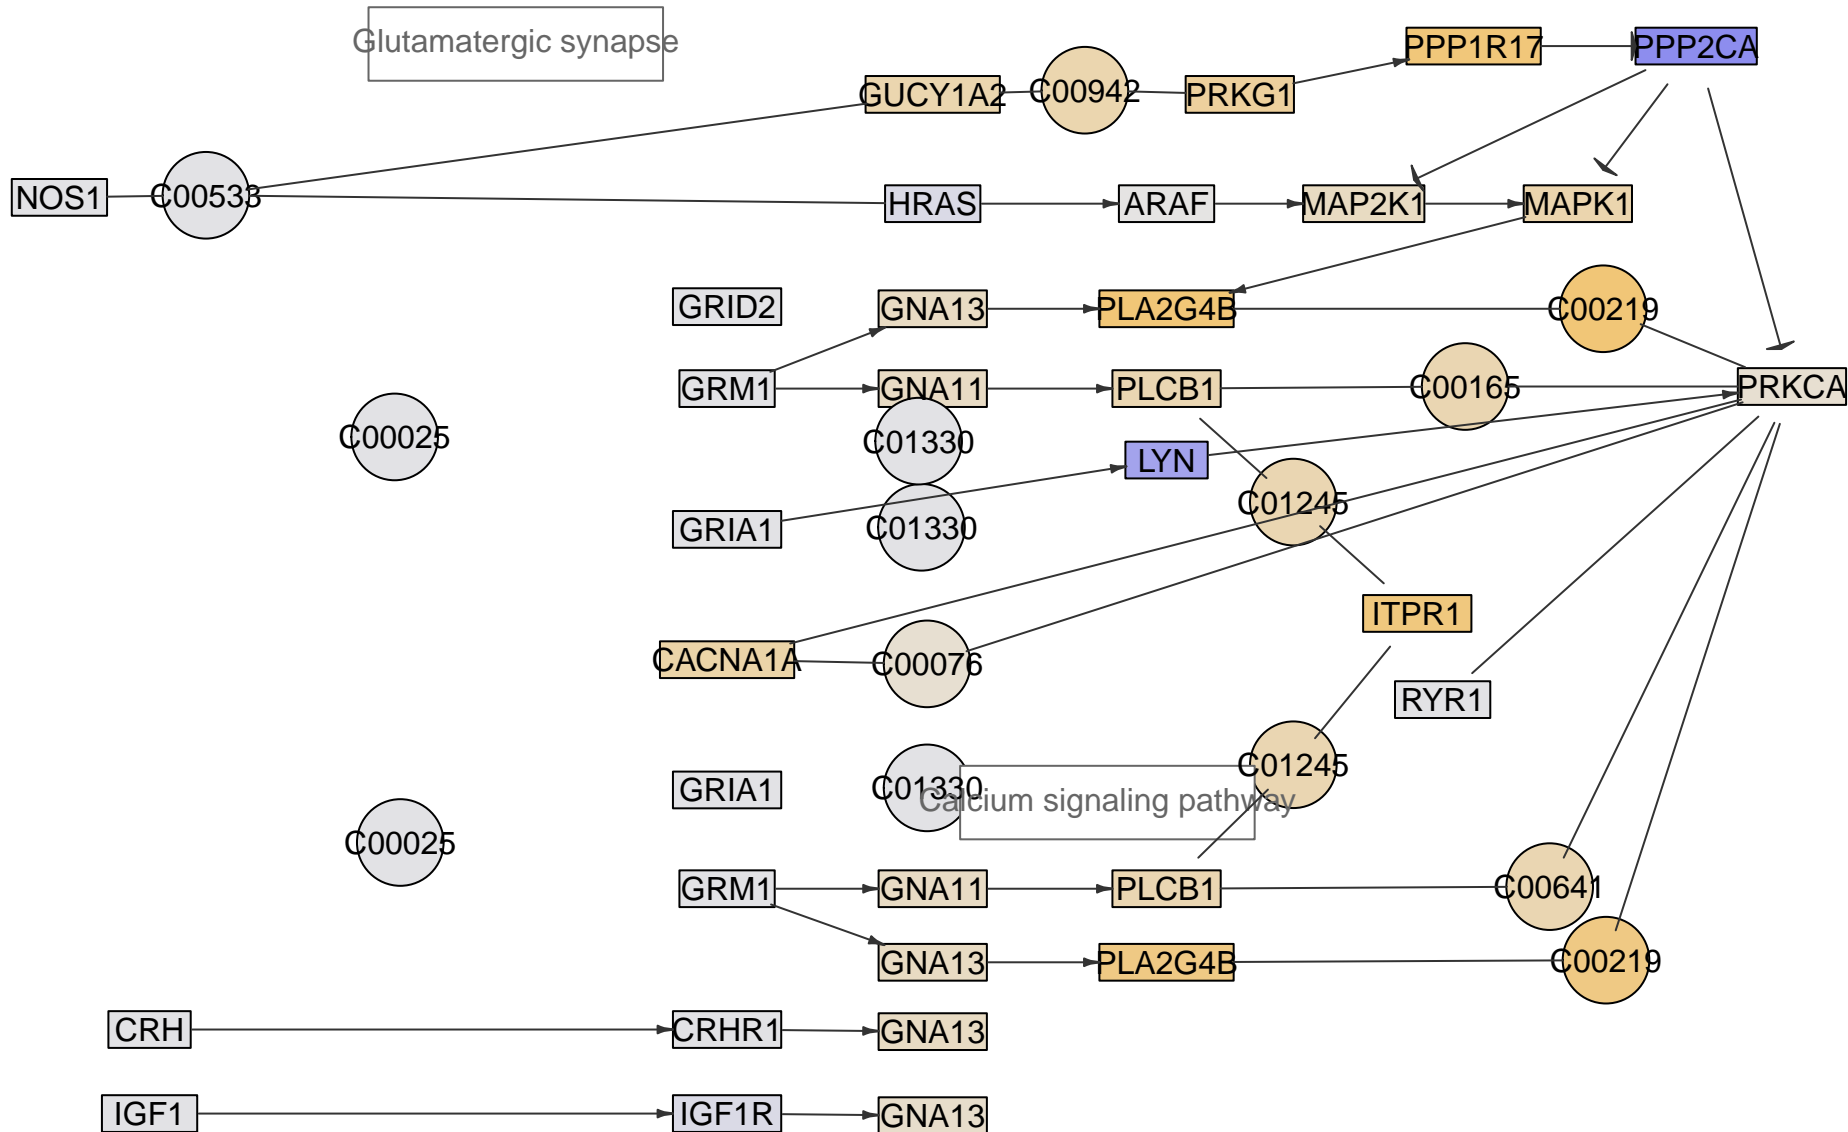 Glutamatergic synapse
PPP1R17
PPP2CA
GUCY1A2
C00942
PRKG1
NOS1
C00533
HRAS
ARAF
MAP2K1
MAPK1
GRID2
GNA13
PLA2G4B
C00219
GRM1
GNA11
PLCB1
C00165
PRKCA
C00025
C01330
LYN
C01245
GRIA1
C01330
ITPR1
CACNA1A
C00076
RYR1
C01245
GRIA1
C01330
Calcium signaling pathway
C00025
GRM1
GNA11
PLCB1
C00641
GNA13
PLA2G4B
C00219
CRH
CRHR1
GNA13
IGF1
IGF1R
GNA13